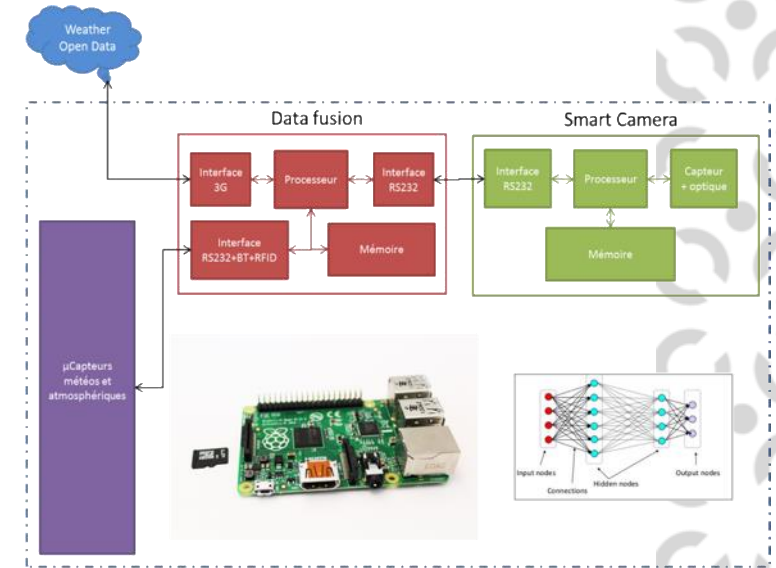 Weather
Open Data
Data fusion
Smart Camera
Interface
3G
Processeur
Interface
RS232
Interface
RS232
Processeur
Capteur
+ optique
Interface
RS232+BT+RFID
Mémoire
Mémoire
µCapteurs
météos et
atmosphériques
Input nodes
Connections
Hidden nodes
Output nodes